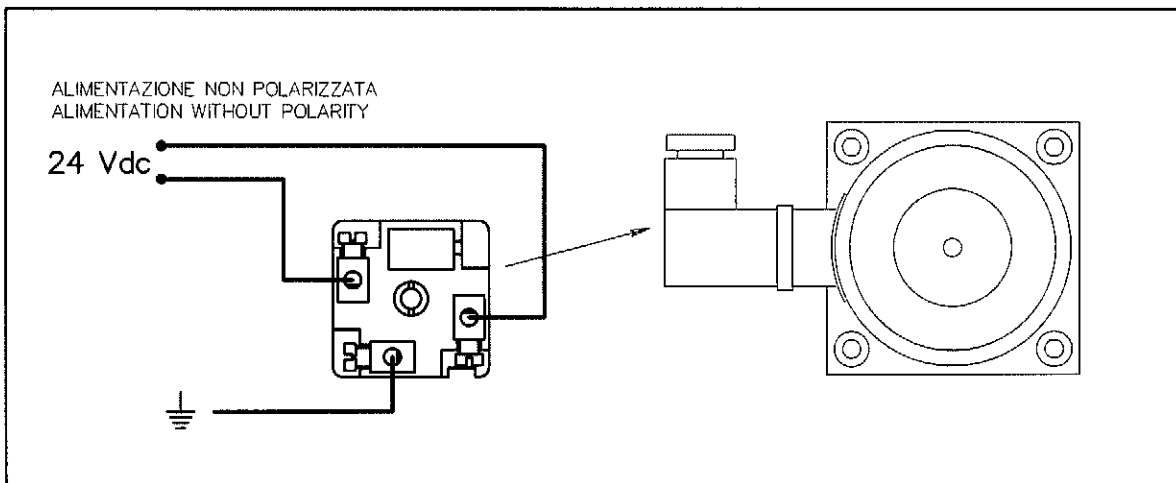 ALIMENTAZIONE NON POLARIZZATA
ALIMENTATION WITHOUT POLARITY
24 Vdc